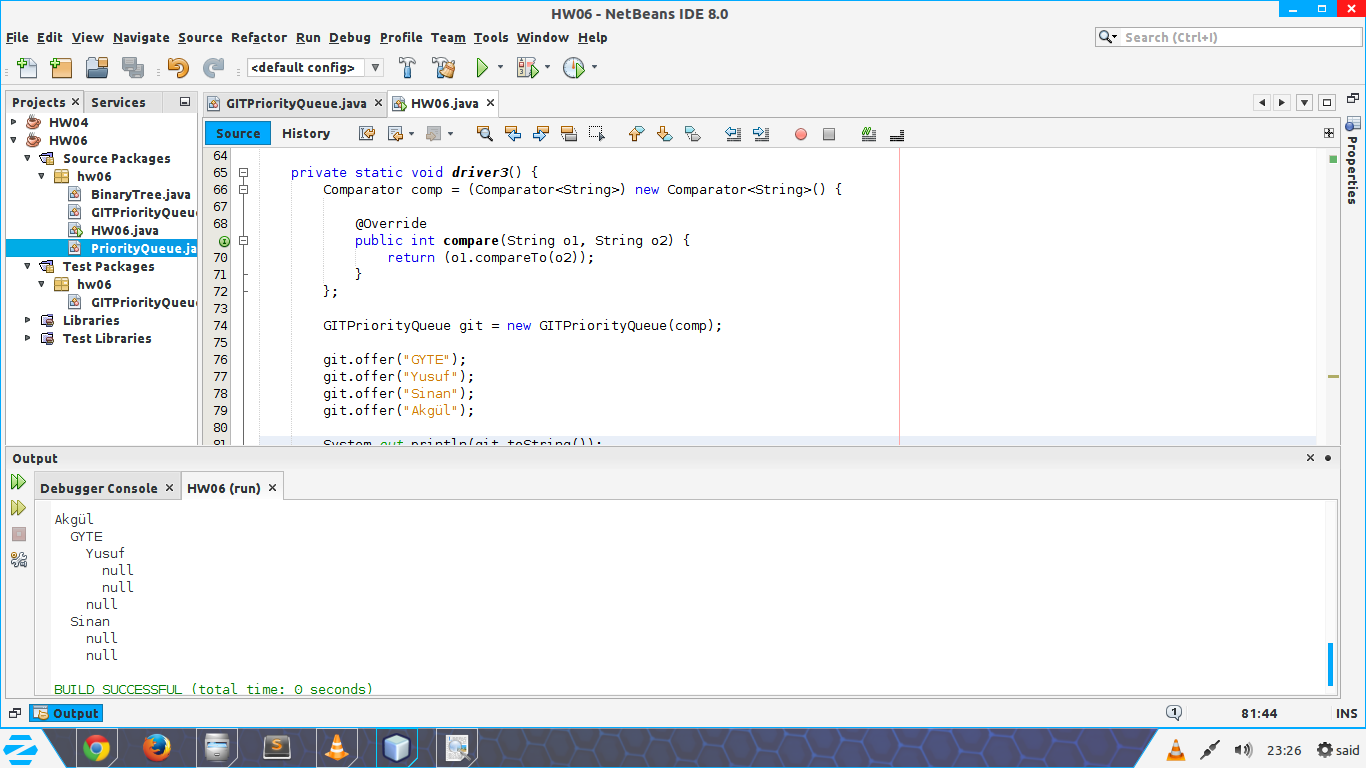 HW06 - NetBeans IDE 8.0
File Edit View Navigate Source Refactor Run Debug Profile Team Tools Window Help
Search (Ctrl+I)
<default config>
Projects
Services
HW04
HW06
Source Packages
hw06
BinaryTree.java
GITPriorityQueu
HW06.java
PriorityQueue.ja
Test Packages
hw06
GITPriorityQueu
Libraries
Test Libraries
GITPriorityQueue.java
HW06.java
Source
History
64
65 private static void driver3() {
66 Comparator comp = (Comparator<String>) new Comparator<String>() {
67
68 @Override
public int compare(String o1, String o2) {
70 return (o1.compareTo(o2));
71 }
72 };
73
74 GITPriorityQueue git = new GITPriorityQueue(comp);
75
76 git.offer("GYTE");
77 git.offer("Yusuf");
78 git.offer("Sinan");
79 git.offer("Akgül");
80
81 System.out.println(git.toString());
Properties
Output
Debugger Console
HW06 (run)
Akgül
GYTE
Yusuf
null
null
null
Sinan
null
null
BUILD SUCCESSFUL (total time: 0 seconds)
Output
1
81:44
INS
23:26
said